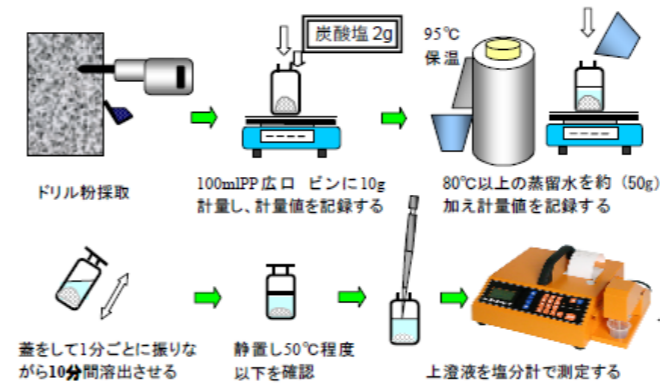 炭酸塩2g
95℃
保温
ドリル粉採取
100mlPP広口 ビンに10g
計量し、計量値を記録する
80℃以上の蒸留水を約（50g）
加え計量値を記録する
蓋をして1分ごとに振りな
がら10分間溶出させる
静置し50℃程度
以下を確認
上澄液を塩分計で測定する